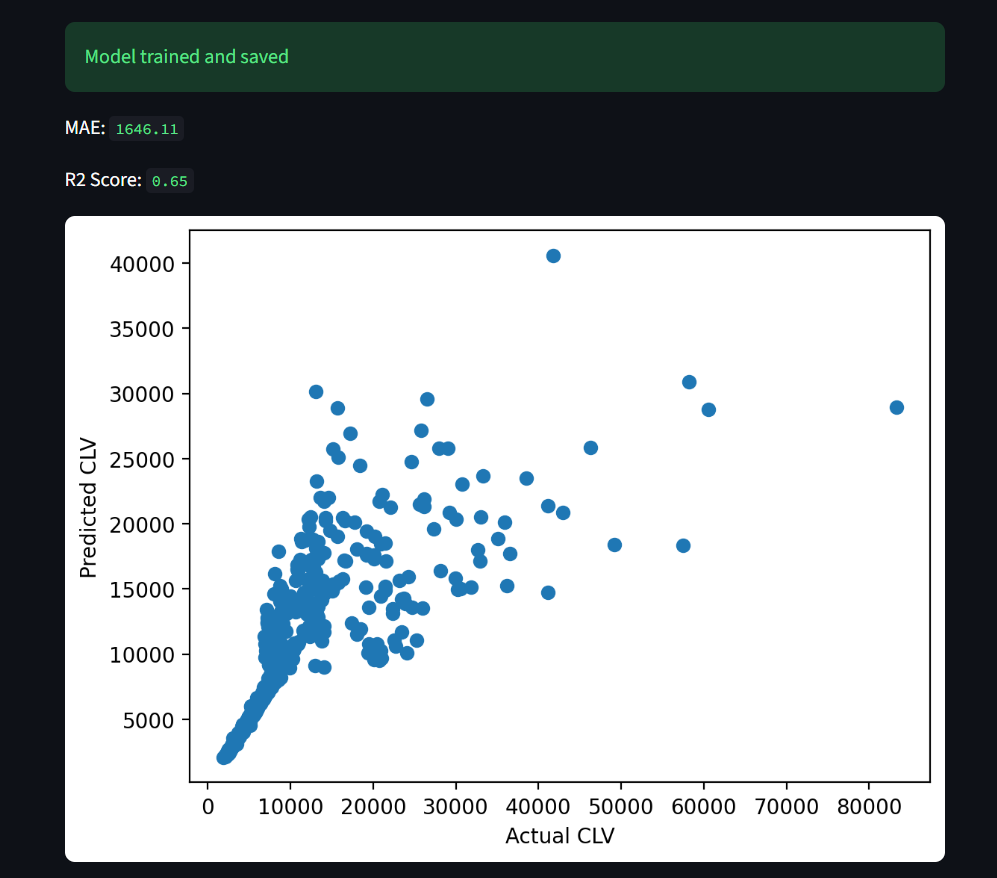 Model trained and saved
MAE: 1646.11
R2 Score: 0.65
40000
35000
30000
25000
20000
15000
10000
5000
Predicted CLV
0 10000 20000 30000 40000 50000 60000 70000 80000
Actual CLV